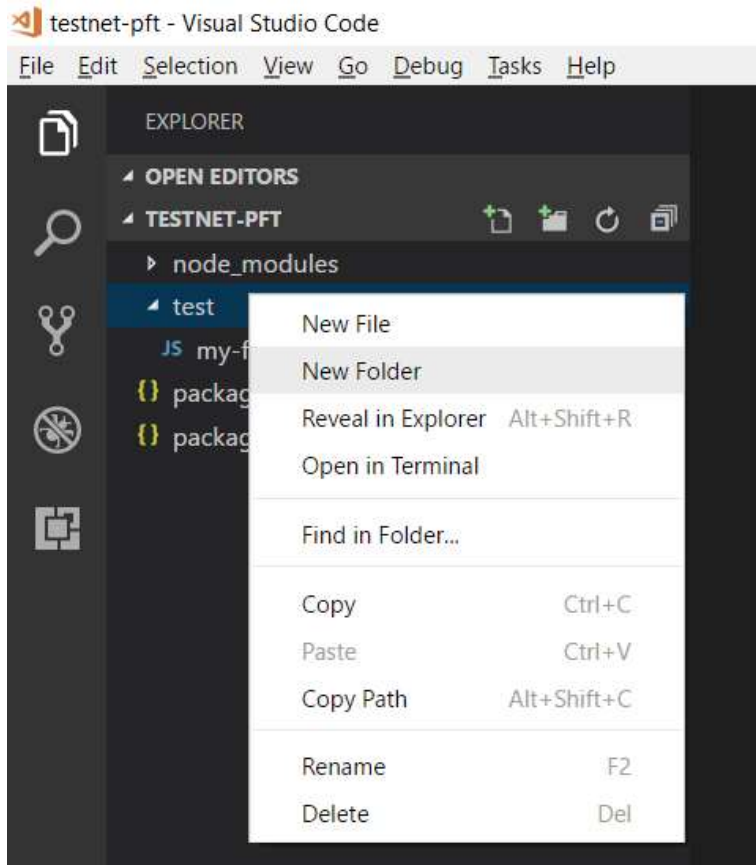 testnet-pft - Visual Studio Code
File Edit Selection View Go Debug Tasks Help
EXPLORER
OPEN EDITORS
TESTNET-PFT
node_modules
test
JS my-f
{} packag
{} packag
New File
New Folder
Reveal in Explorer Alt+Shift+R
Open in Terminal
Find in Folder...
Copy Ctrl+C
Paste Ctrl+V
Copy Path Alt+Shift+C
Rename F2
Delete Del